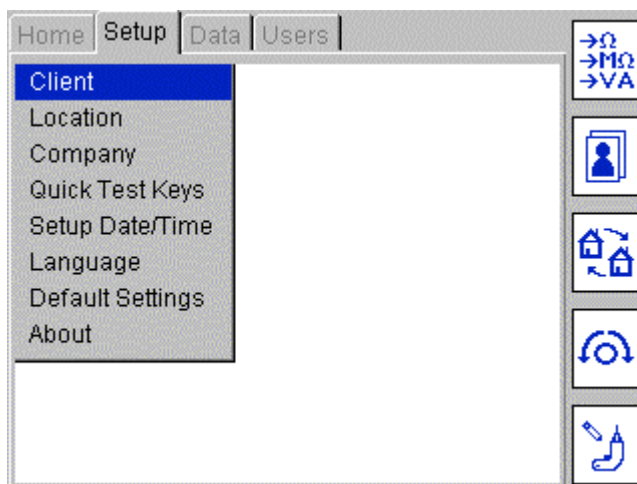 Home Setup Data Users
Client
Location
Company
Quick Test Keys
Setup Date/Time
Language
Default Settings
About
→Ω
→MΩ
→VA